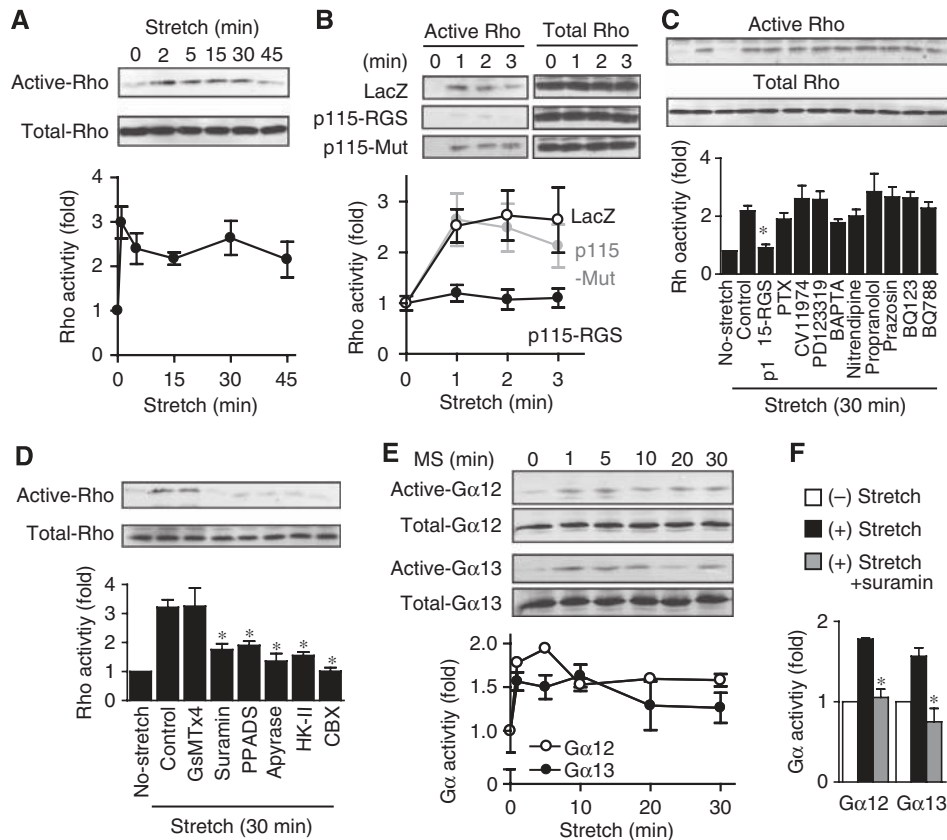 A
Stretch (min)
0 2 5 15 30 45
Active-Rho
Total-Rho
Rho activtiy (fold)
4
3
2
1
0
0 15 30 45
Stretch (min)
B
Active Rho Total Rho
(min) 0 1 2 3 0 1 2 3
LacZ
p115-RGS
p115-Mut
Rho activtiy (fold)
4
3
2
1
0
LacZ
p115
-Mut
p115-RGS
0 1 2 3
Stretch (min)
C
Active Rho
Total Rho
Rh oactivtiy (fold)
4
2
0
*
No-stretch
Control
p1 15-RGS
PTX
CV11974
PD123319
BAPTA
Nitrendipine
Propranolol
Prazosin
BQ123
BQ788
Stretch (30 min)
D
Active-Rho
Total-Rho
Rho activtiy (fold)
4
3
2
1
0
* * * * *
No-stretch
Control
GsMTx4
Suramin
PPADS
Apyrase
HK-II
CBX
Stretch (30 min)
E
MS (min) 0 1 5 10 20 30
Active-Gα12
Total-Gα12
Active-Gα13
Total-Gα13
Gα activtiy (fold)
2.0
1.5
1.0
0
Gα12
Gα13
0 10 20 30
Stretch (min)
F
(−) Stretch
(+) Stretch
(+) Stretch
+suramin
Gα activtiy (fold)
2
1
0
* *
Gα12 Gα13